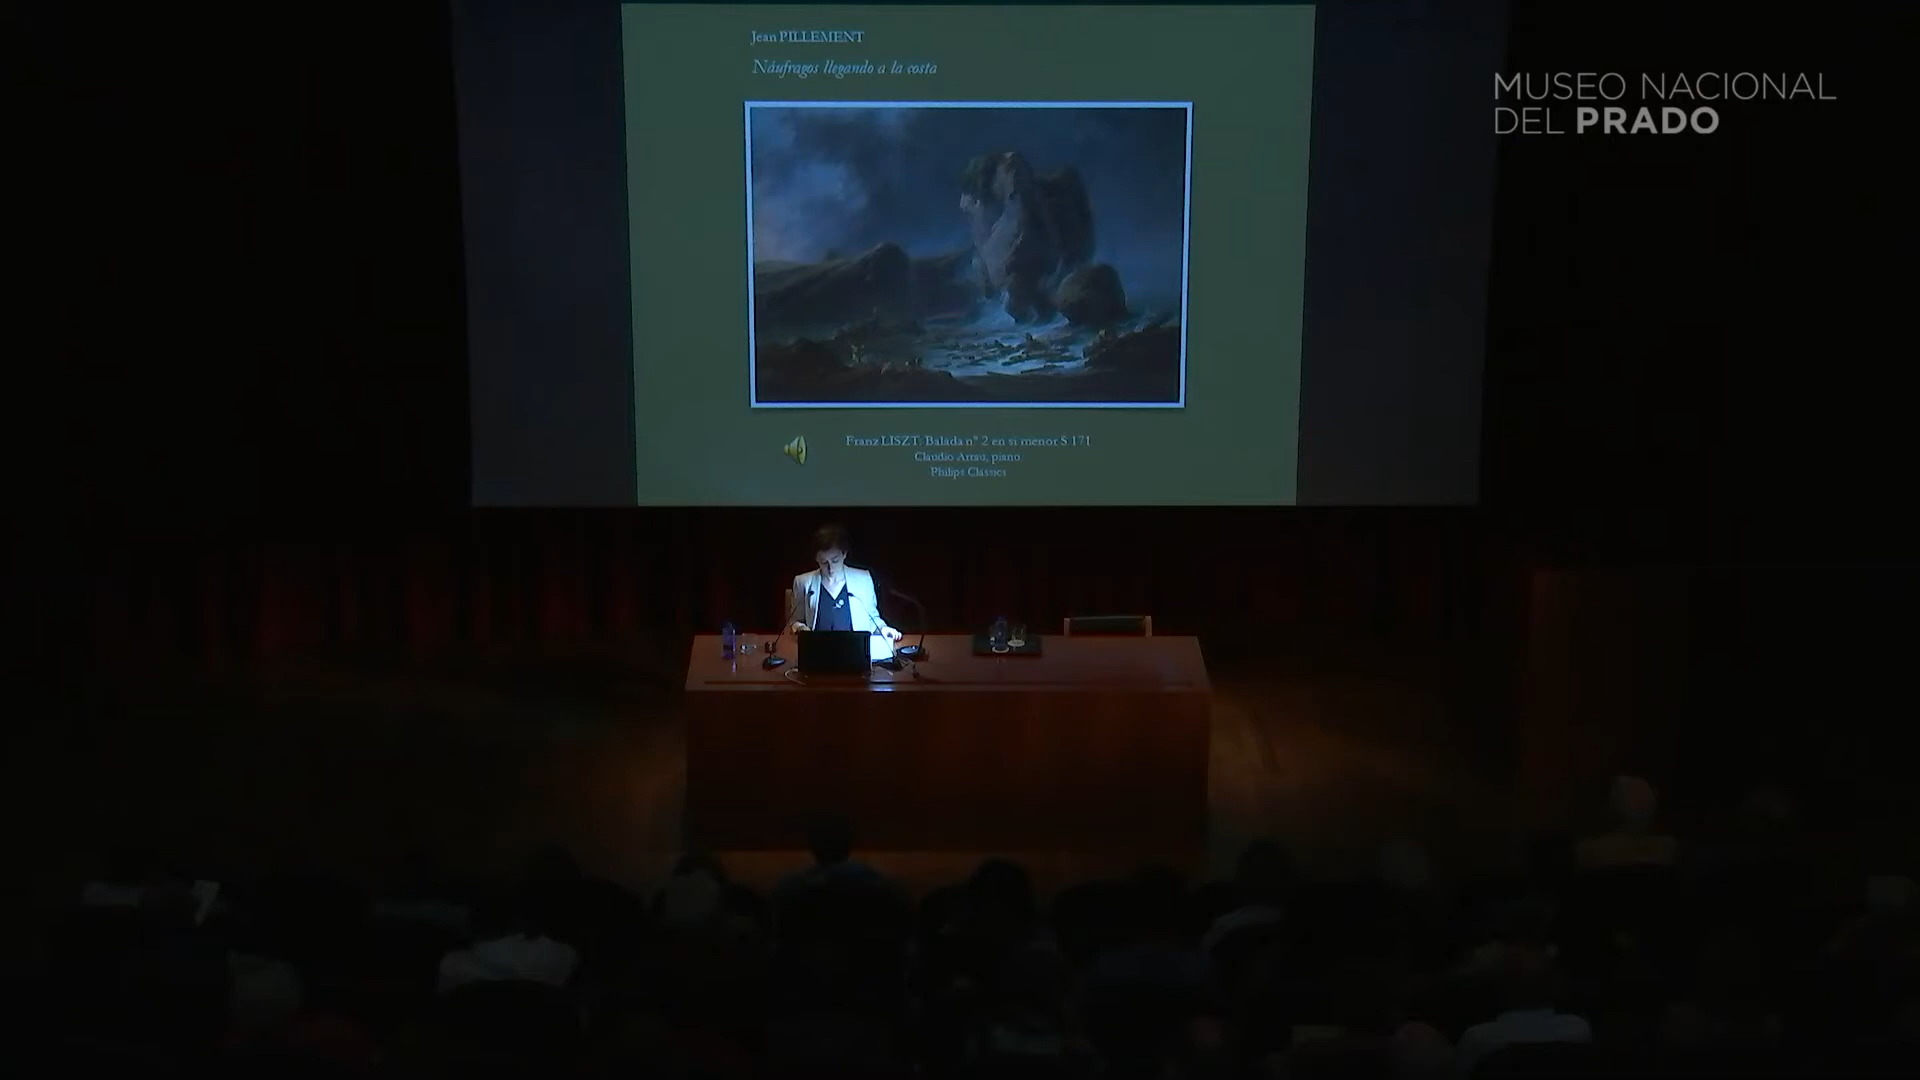 Jean PILLEMENT
Náufragos llegando a la costa
MUSEO NACIONAL
DEL PRADO
Franz LISZT: Balada nº 2 en si menor S 171
Claudio Arrau, piano
Philips Classics